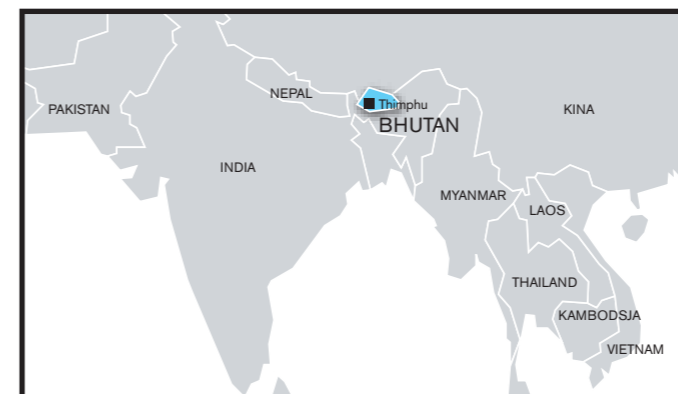 NEPAL
Thimphu
PAKISTAN
KINA
BHUTAN
INDIA
MYANMAR
LAOS
THAILAND
KAMBODSJA
VIETNAM